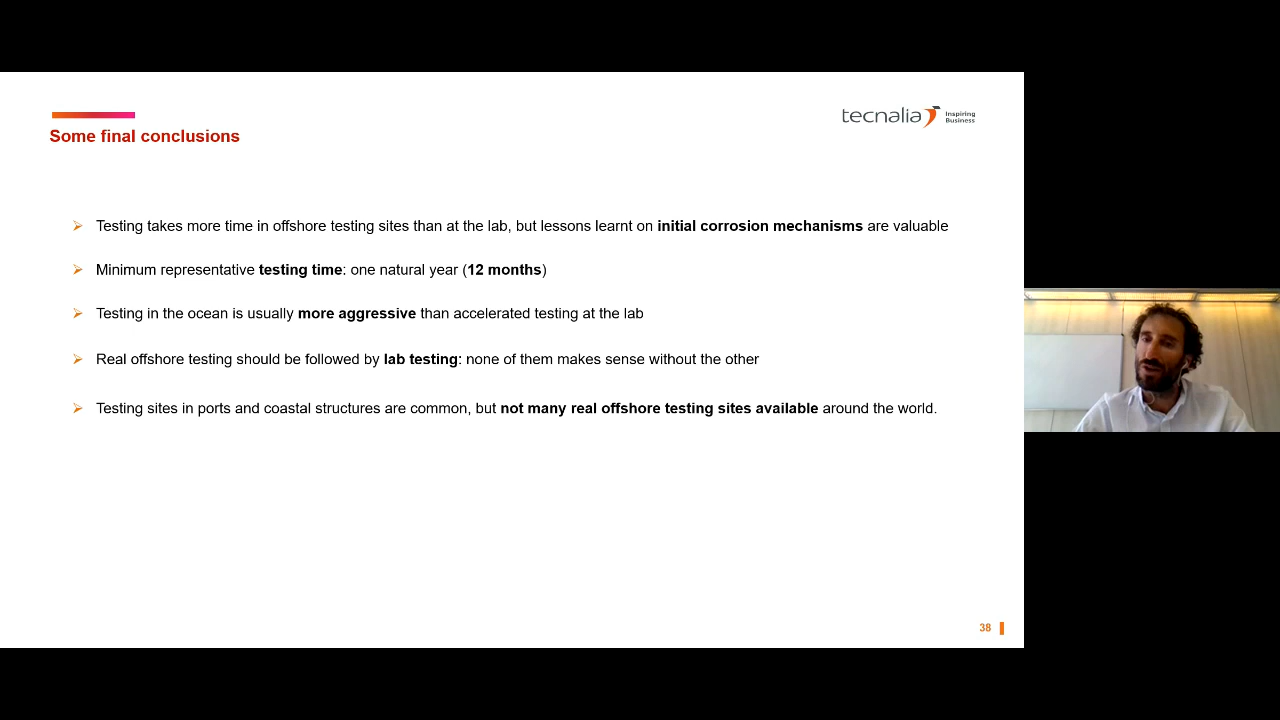 tecnalia Inspiring Business
Some final conclusions
Testing takes more time in offshore testing sites than at the lab, but lessons learnt on initial corrosion mechanisms are valuable
Minimum representative testing time: one natural year (12 months)
Testing in the ocean is usually more aggressive than accelerated testing at the lab
Real offshore testing should be followed by lab testing: none of them makes sense without the other
Testing sites in ports and coastal structures are common, but not many real offshore testing sites available around the world.
38